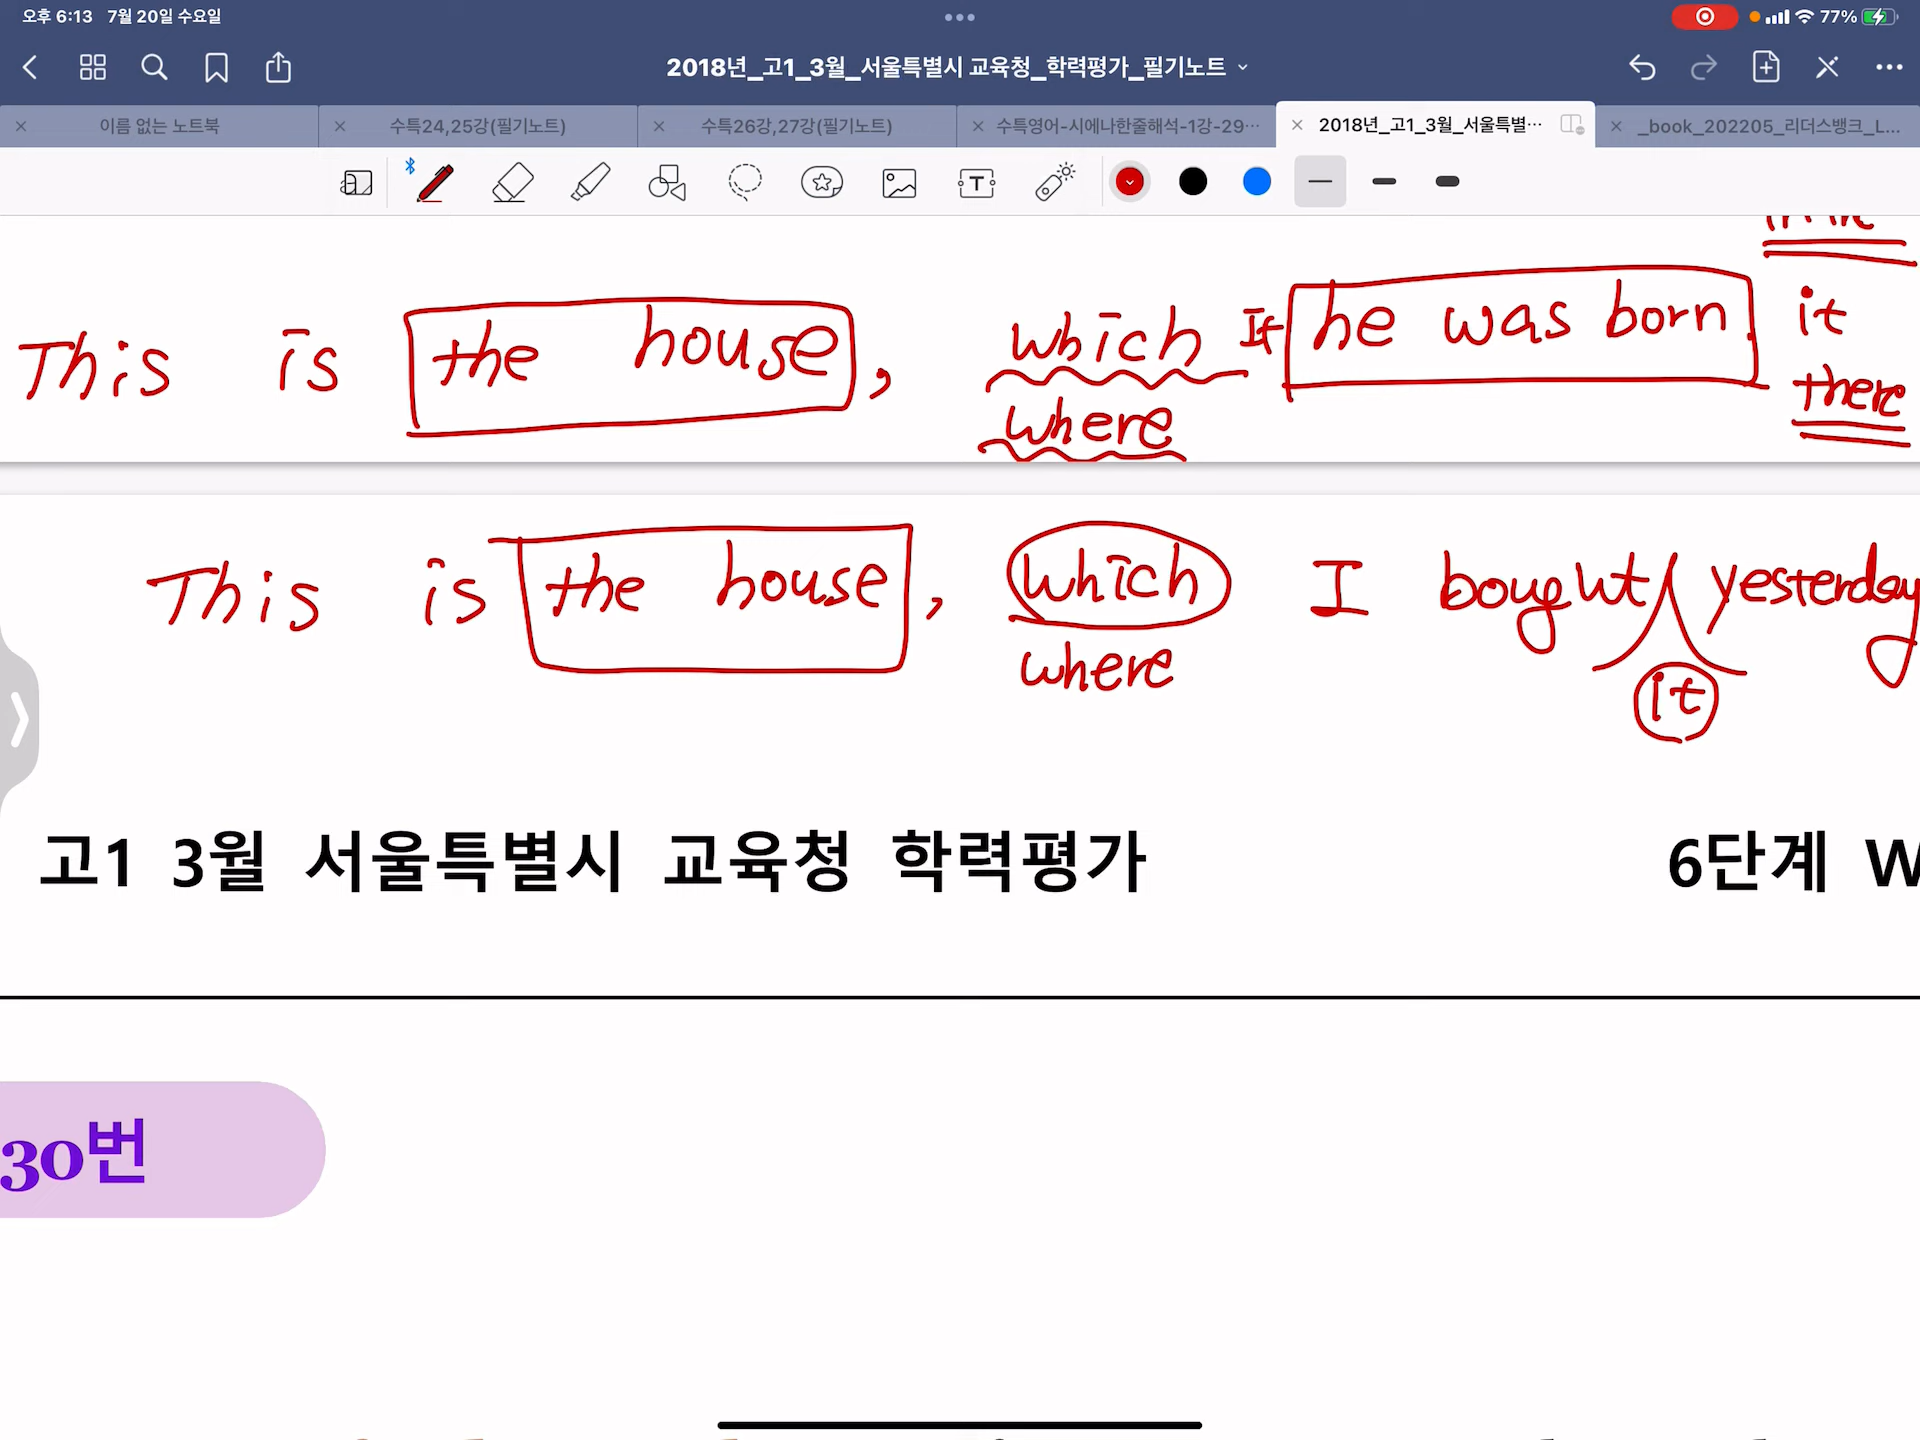 오후 6:13 7월 20일 수요일
77%
2018년_고1_3월_서울특별시 교육청_학력평가_필기노트
이름 없는 노트북
수특24,25강(필기노트)
수특26강,27강(필기노트)
수특영어-시에나한줄해석-1강-29...
2018년_고1_3월_서울특별...
_book_202205_리더스뱅크_L...
This is the house, which he was born. it
where there
This is the house, which I bought yesterday
where it
고1 3월 서울특별시 교육청 학력평가 6단계 W
30번